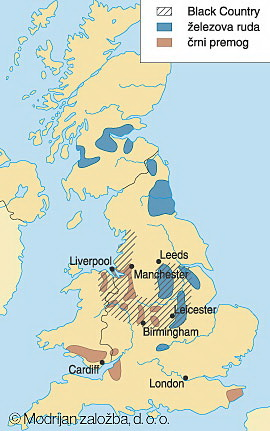 Black Country
železova ruda
črni premog
Leeds
Liverpool
Manchester
Leicester
Birmingham
Cardiff
London
© Modrijan založba, d. o. o.